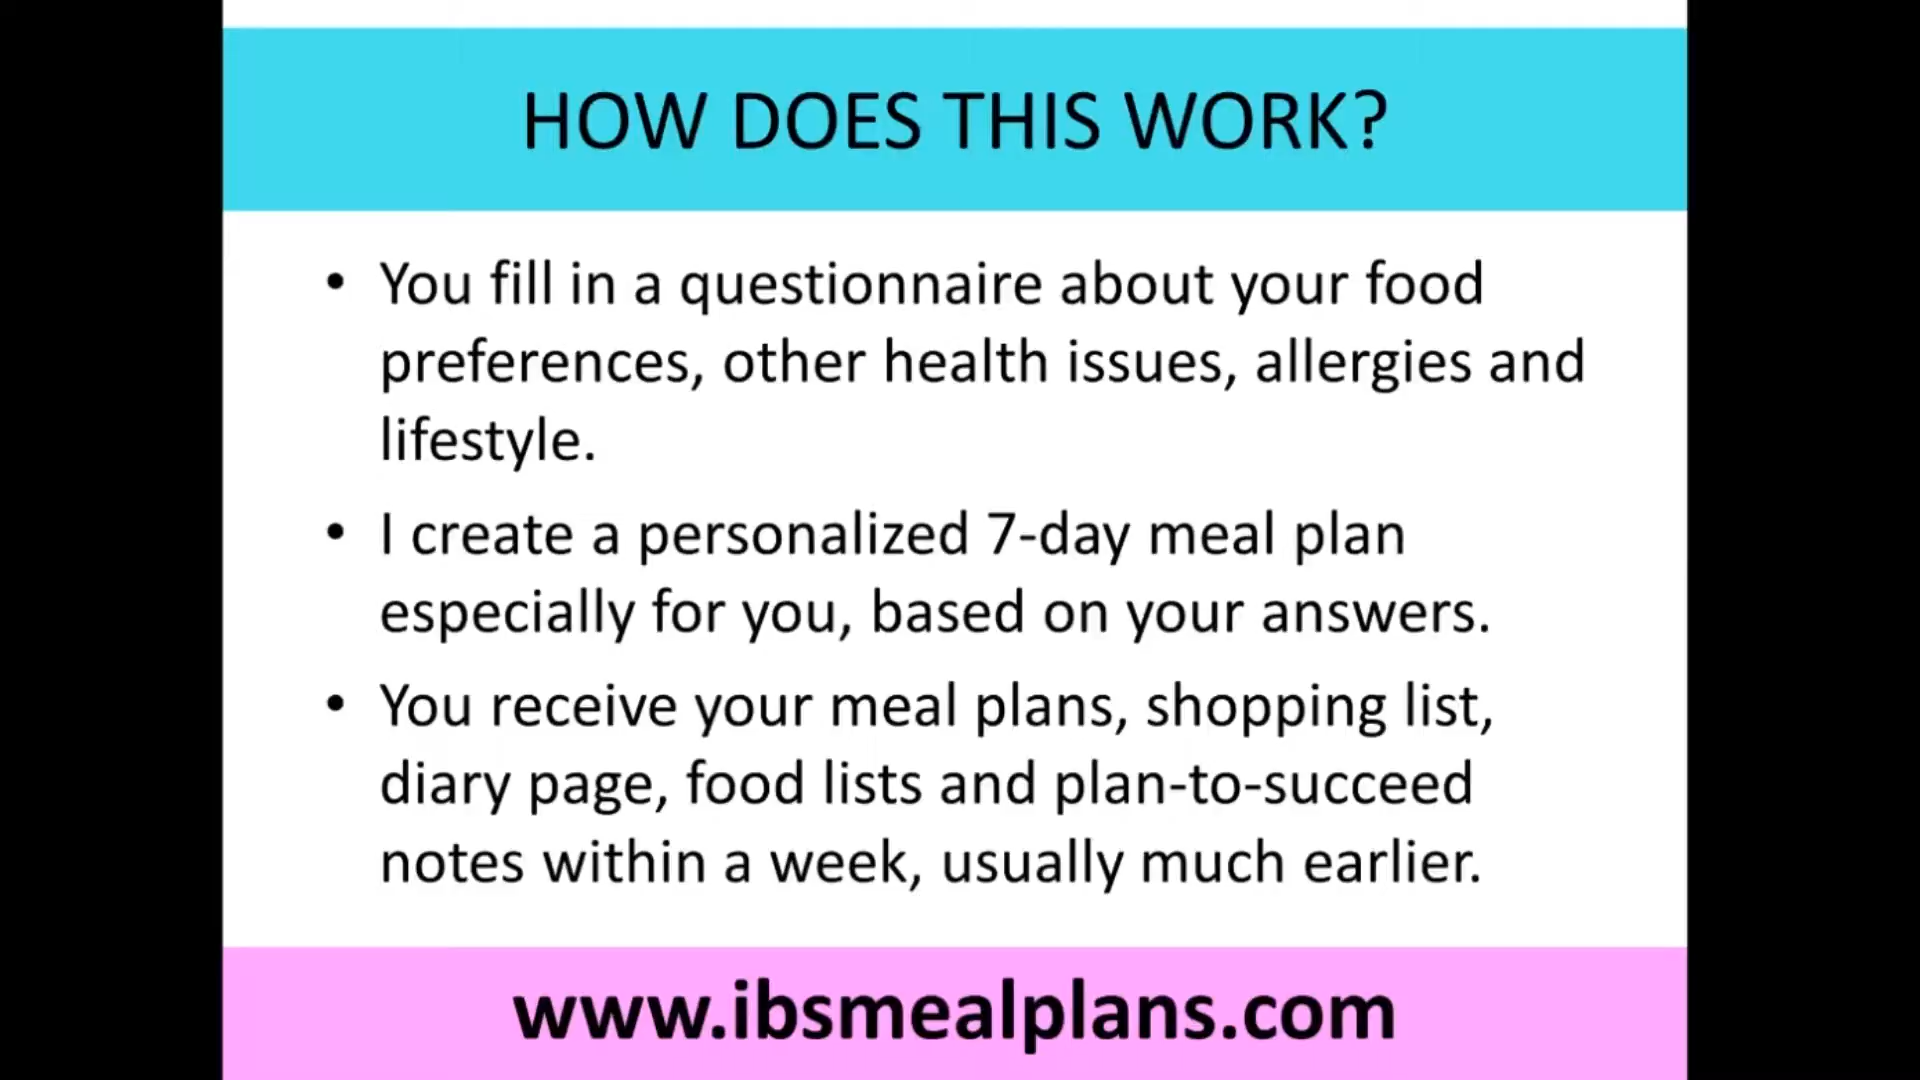 HOW DOES THIS WORK?
• You fill in a questionnaire about your food
preferences, other health issues, allergies and
lifestyle.
• I create a personalized 7-day meal plan
especially for you, based on your answers.
• You receive your meal plans, shopping list,
diary page, food lists and plan-to-succeed
notes within a week, usually much earlier.
www.ibsmealplans.com